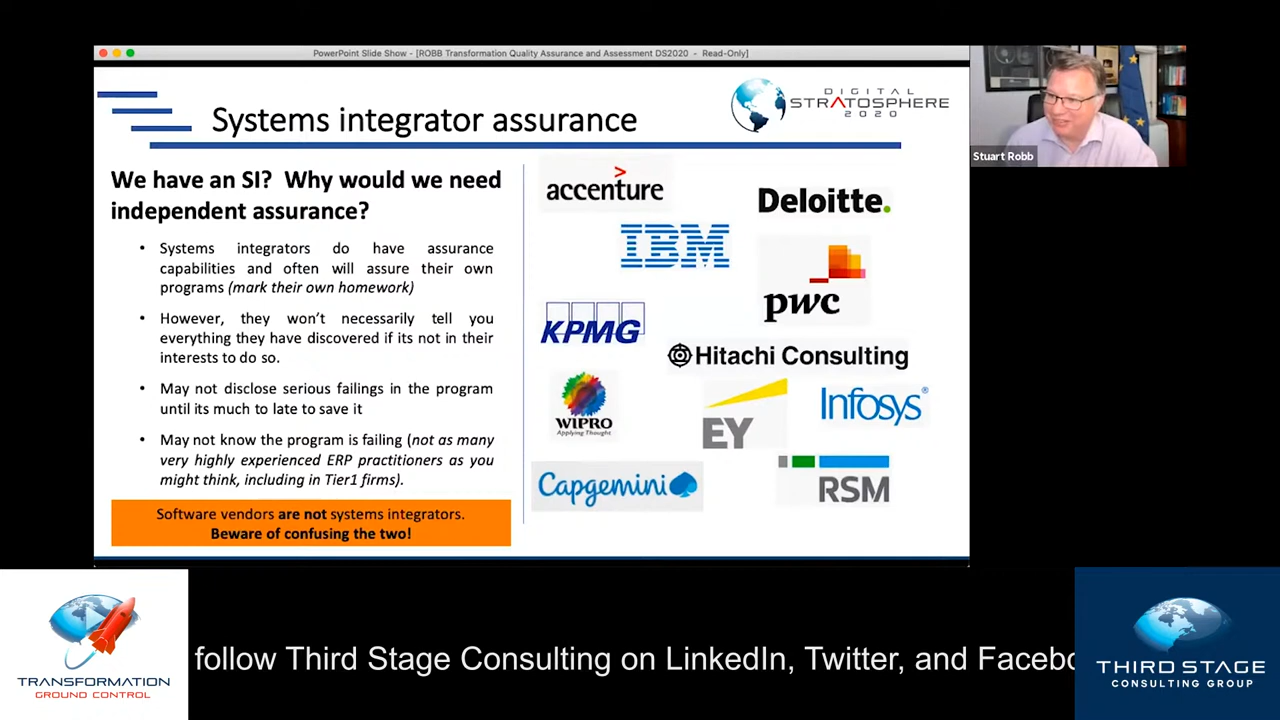 PowerPoint Slide Show - [ROBB Transformation Quality Assurance and Assessment DS2020 - Read-Only]
DIGITAL
STRATOSPHERE
2020
Systems integrator assurance
Stuart Robb
We have an SI? Why would we need
independent assurance?
• Systems integrators do have assurance
capabilities and often will assure their own
programs (mark their own homework)
• However, they won't necessarily tell you
everything they have discovered if its not in their
interests to do so.
• May not disclose serious failings in the program
until its much to late to save it
• May not know the program is failing (not as many
very highly experienced ERP practitioners as you
might think, including in Tier1 firms).
Software vendors are not systems integrators.
Beware of confusing the two!
>
accenture
Deloitte.
IBM
pwc
KPMG
Hitachi Consulting
WIPRO
Applying Thought
EY
Infosys®
Capgemini
RSM
TRANSFORMATION
GROUND CONTROL
follow Third Stage Consulting on LinkedIn, Twitter, and Facebo
THIRD STAGE
CONSULTING GROUP